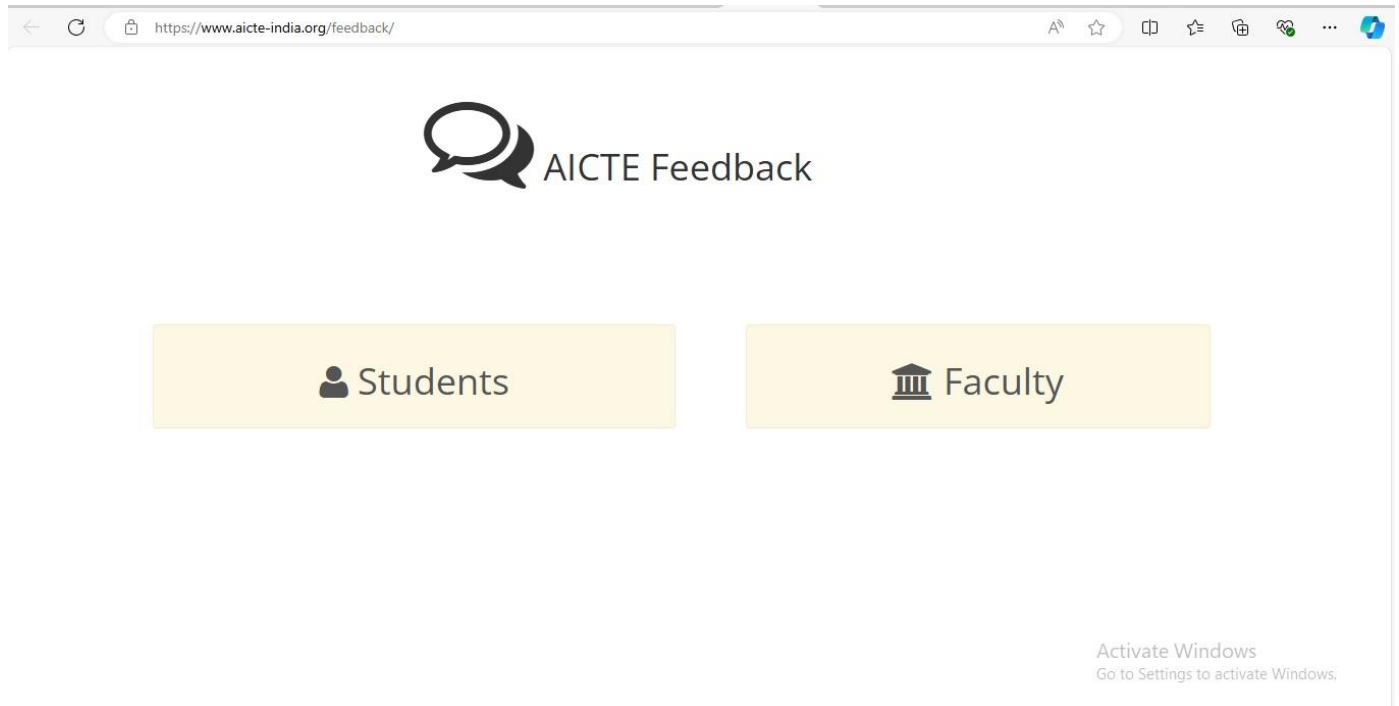 https://www.aicte-india.org/feedback/
AICTE Feedback
Students
Faculty
Activate Windows
Go to Settings to activate Windows.